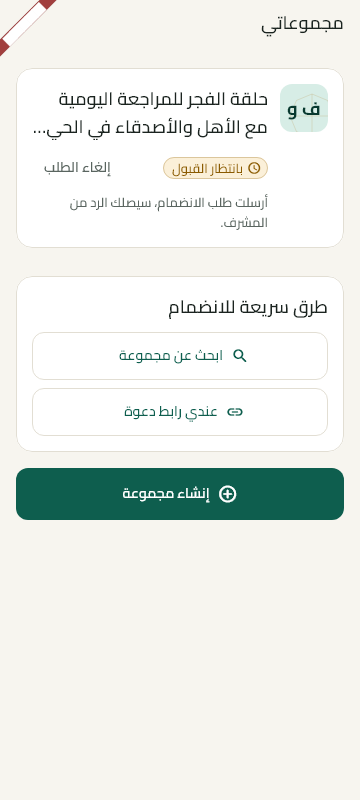 مجموعاتي
ف و
حلقة الفجر للمراجعة اليومية
مع الأهل والأصدقاء في الحي...
بانتظار القبول
إلغاء الطلب
أرسلت طلب الانضمام، سيصلك الرد من
المشرف.
طرق سريعة للانضمام
ابحث عن مجموعة
عندي رابط دعوة
إنشاء مجموعة